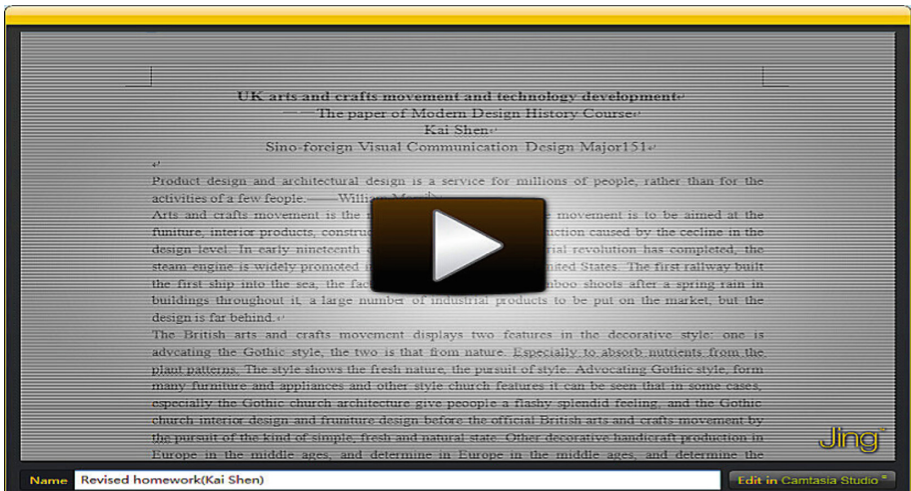 UK arts and crafts movement and technology development
——The paper of Modern Design History Course
Kai Shen
Sino-foreign Visual Communication Design Major151
Product design and architectural design is a service for millions of people, rather than for the
activities of a few feople.——William
Arts and crafts movement is the movement is to be aimed at the
funiture, interior products, caused by the cecline in the
design level. In early nineteenth revolution has completed, the
steam engine is widely promoted States. The first rallway built
the first ship into the sea, the shoots after a spring rain in
buildings throughout it, a large number of industrial products to be put on the market, but the
design is far behind.
The British arts and crafts movement displays two features in the decorative style: one is
advcating the Gothic style, the two is that from nature. Especially to absorb nutrients from the
plant patterns. The style shows the fresh nature, the pursuit of style. Advocating Gothic style, form
many furniture and appliances and other style church features it can be seen that in some cases,
especially the Gothic church architecture give peoople a flashy splendid feeling, and the Gothic
church interior design and fruniture design before the official British arts and crafts movement by
the pursuit of the kind of simple, fresh and natural state. Other decorative handicraft production in
Europe in the middle ages, and determine in Europe in the middle ages, and determine the
Jing
Name Revised homework(Kai Shen) Edit in Camtasia Studio